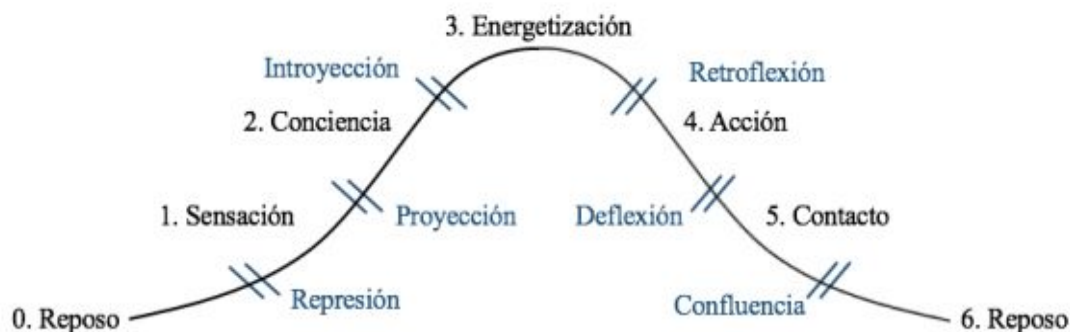 3. Energetización
Introyección
Retroflexión
2. Conciencia
4. Acción
1. Sensación
Proyección
Deflexión
5. Contacto
Represión
Confluencia
0. Reposo
6. Reposo